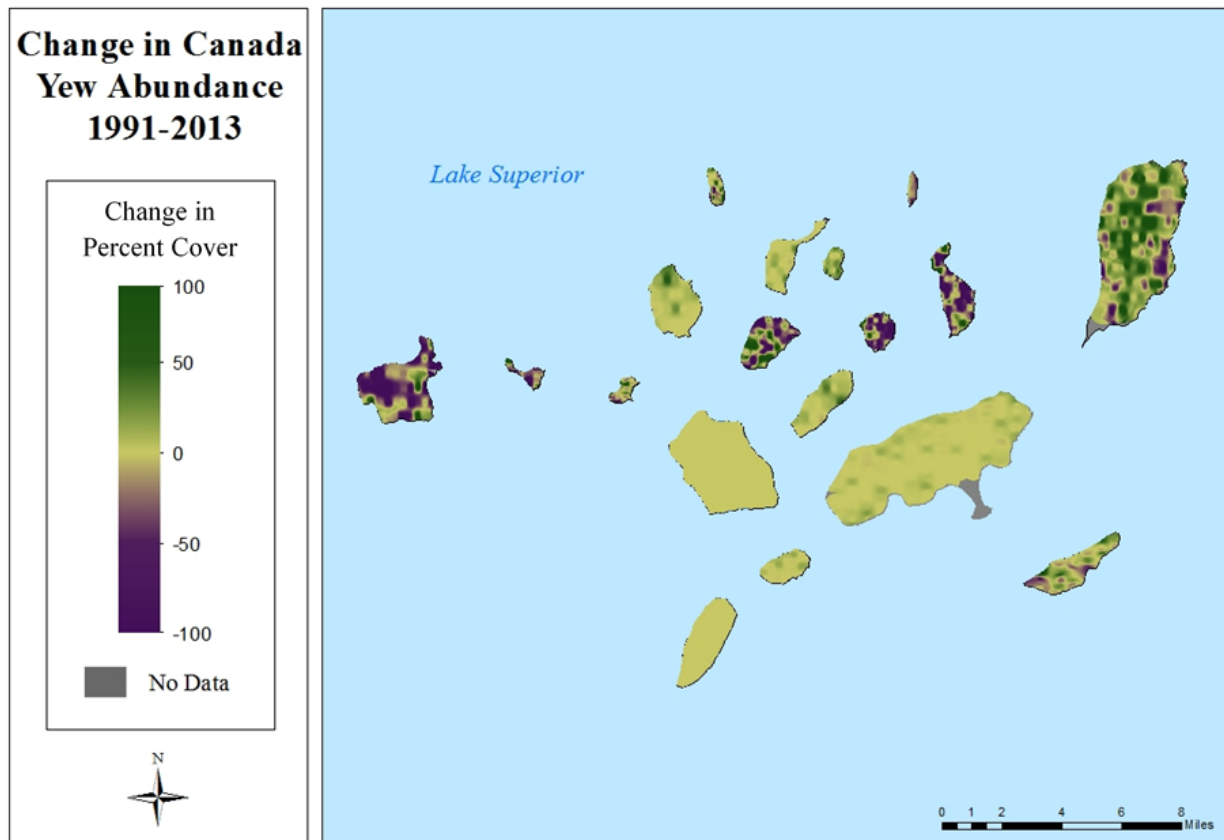 Change in Canada
Yew Abundance
1991-2013
Change in
Percent Cover
100
50
0
-50
-100
No Data
N
Lake Superior
0 1 2 4 6 8
Miles